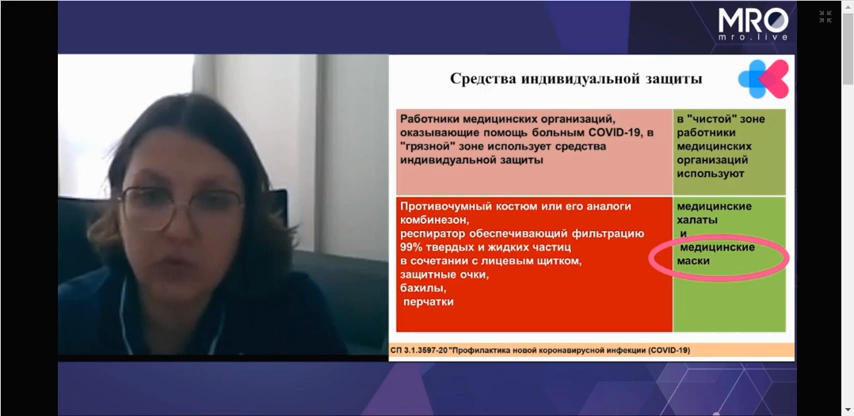 MRO
mro.live
Средства индивидуальной защиты
Работники медицинских организаций,
оказывающие помощь больным COVID-19, в
"грязной" зоне использует средства
индивидуальной защиты
в "чистой" зоне
работники
медицинских
организаций
используют
Противочумный костюм или его аналоги
комбинезон,
респиратор обеспечивающий фильтрацию
99% твердых и жидких частиц
в сочетании с лицевым щитком,
защитные очки,
бахилы,
перчатки
медицинские
халаты
и
медицинские
маски
СП 3.1.3597-20"Профилактика новой коронавирусной инфекции (COVID-19)